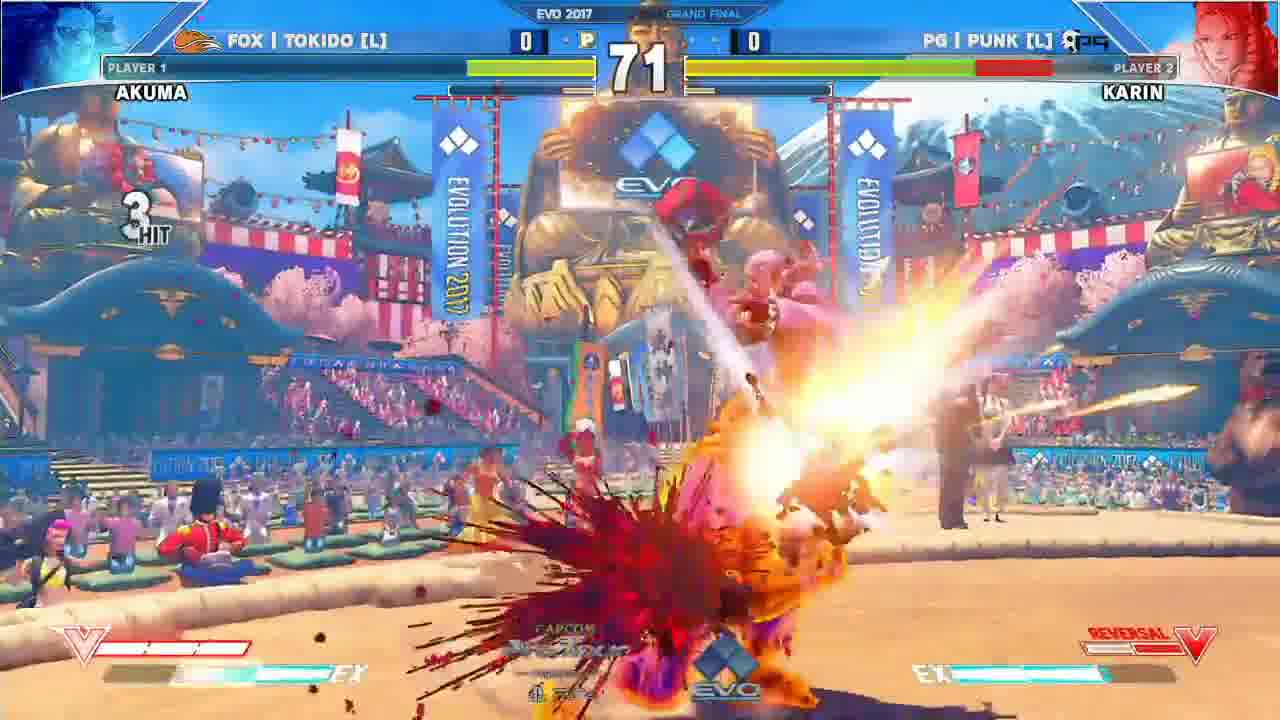 EVO 2017
GRAND FINAL
FOX | TOKIDO [L]
0
P
71
0
PG | PUNK [L]
PLAYER 1
PLAYER 2
AKUMA
KARIN
EVO
3
HIT
EVOLUTION 2017
REVERSAL
V
V
EX
EX
CAPCOM
EVO